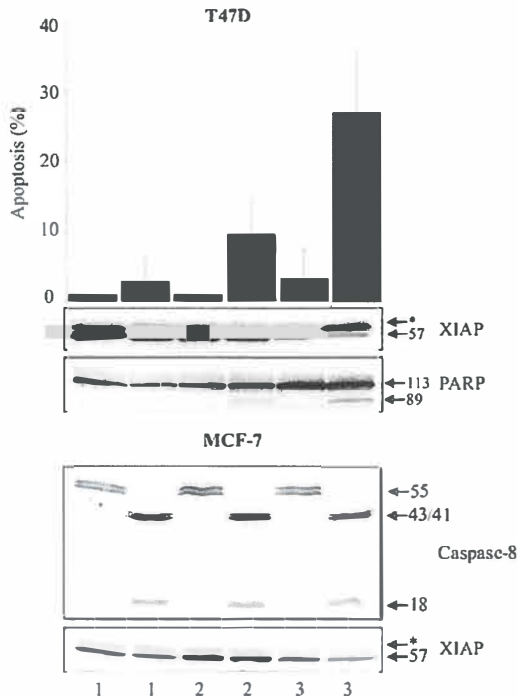 T47D
40
30
20
10
0
Apoptosis (%)
* 
57 XIAP
113 PARP
89
MCF-7
55
43/41
Caspase-8
18
*
57 XIAP
1 1 2 2 3 3